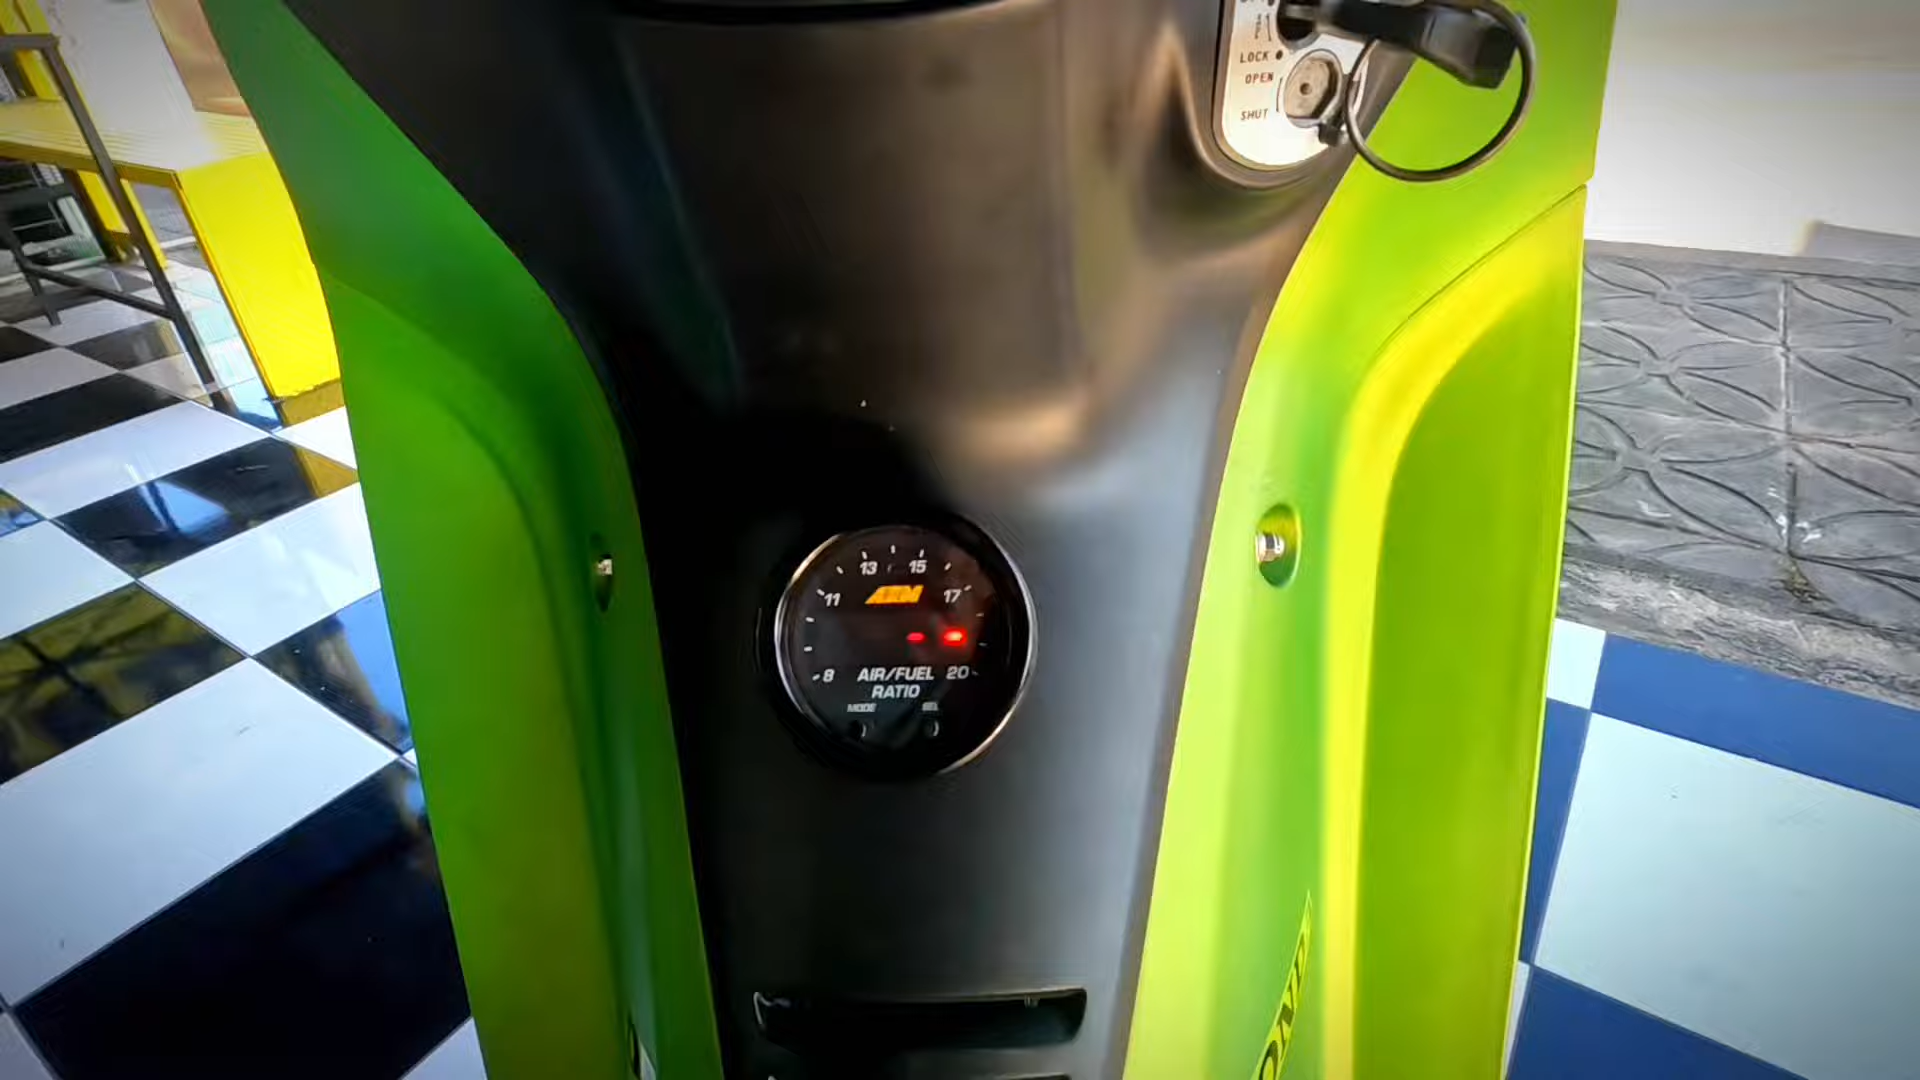 LOCK
OPEN
SHUT
13 15
11 17
AEM
8 AIR/FUEL 20
RATIO
MODE SEL